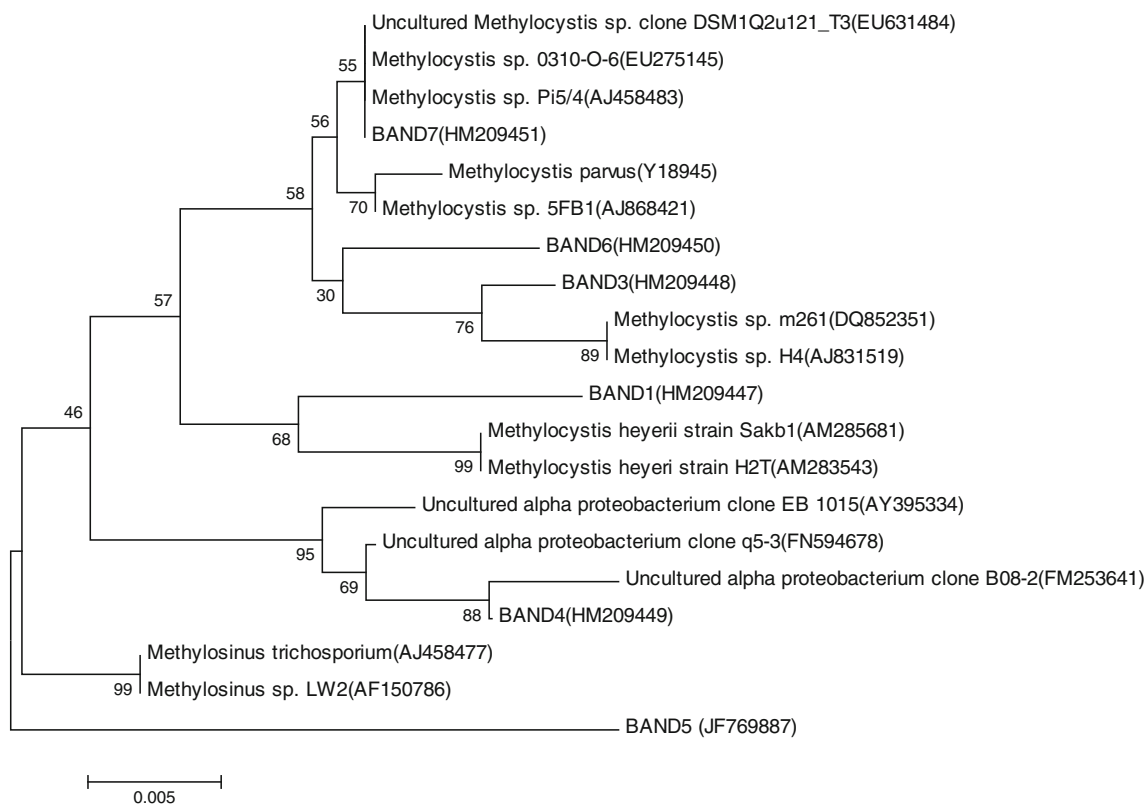 Uncultured Methylocystis sp. clone DSM1Q2u121_T3(EU631484)
55
Methylocystis sp. 0310-O-6(EU275145)
Methylocystis sp. Pi5/4(AJ458483)
56
BAND7(HM209451)
Methylocystis parvus(Y18945)
58
70
Methylocystis sp. 5FB1(AJ868421)
BAND6(HM209450)
30
BAND3(HM209448)
57
76
Methylocystis sp. m261(DQ852351)
89
Methylocystis sp. H4(AJ831519)
BAND1(HM209447)
46
68
Methylocystis heyerii strain Sakb1(AM285681)
99
Methylocystis heyeri strain H2T(AM283543)
Uncultured alpha proteobacterium clone EB 1015(AY395334)
95
Uncultured alpha proteobacterium clone q5-3(FN594678)
69
Uncultured alpha proteobacterium clone B08-2(FM253641)
88
BAND4(HM209449)
Methylosinus trichosporium(AJ458477)
99
Methylosinus sp. LW2(AF150786)
BAND5 (JF769887)
0.005